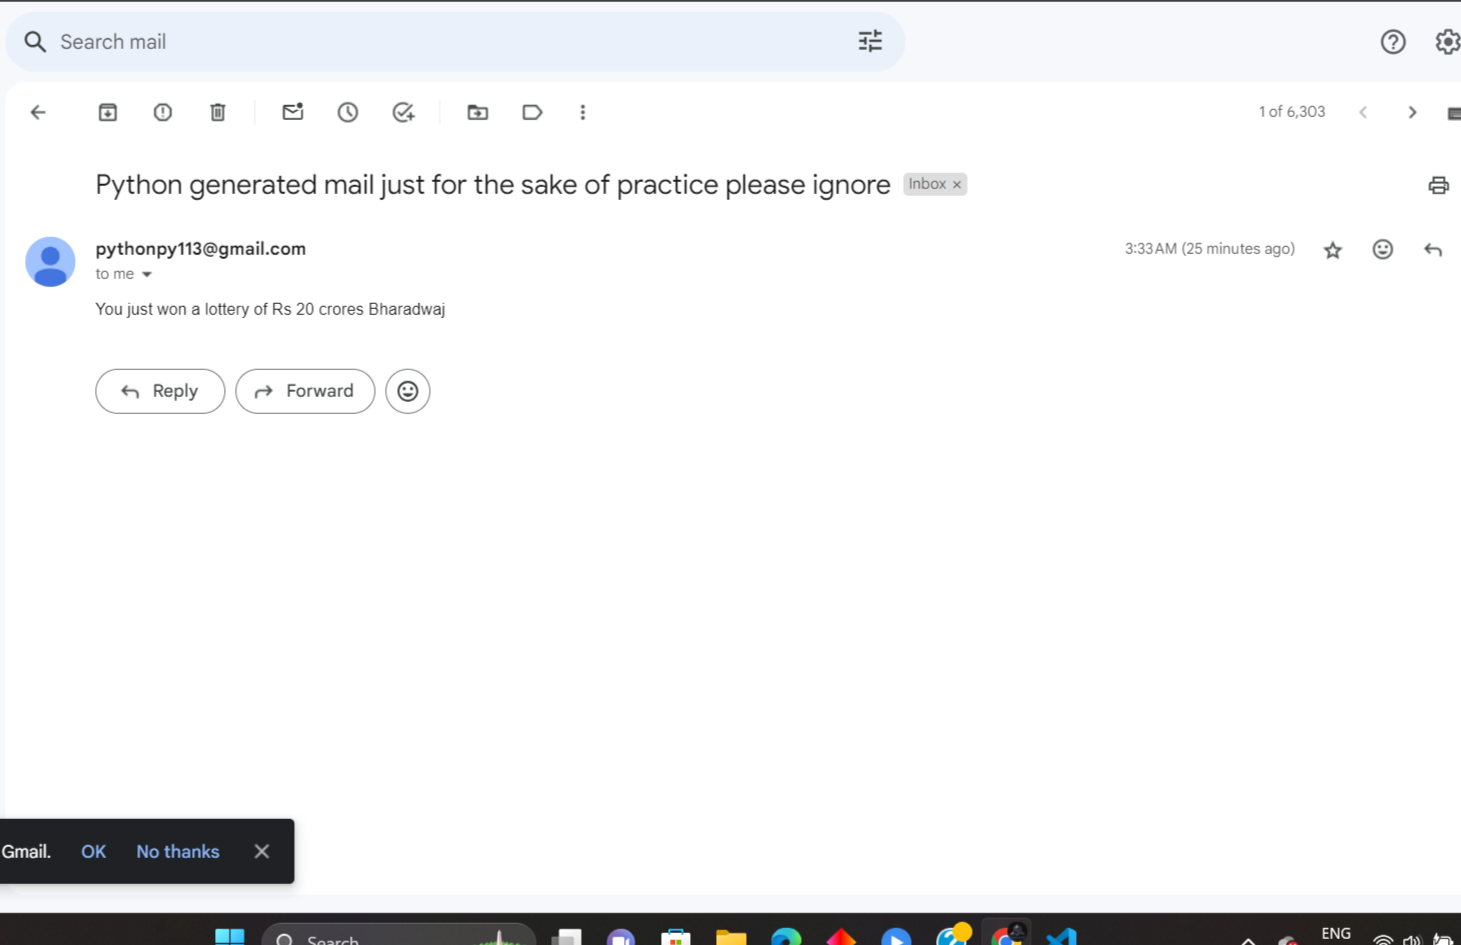 Search mail
1 of 6,303
Python generated mail just for the sake of practice please ignore Inbox ×
pythonpy113@gmail.com 3:33 AM (25 minutes ago)
to me
You just won a lottery of Rs 20 crores Bharadwaj
Reply Forward
Gmail. OK No thanks
Search ENG